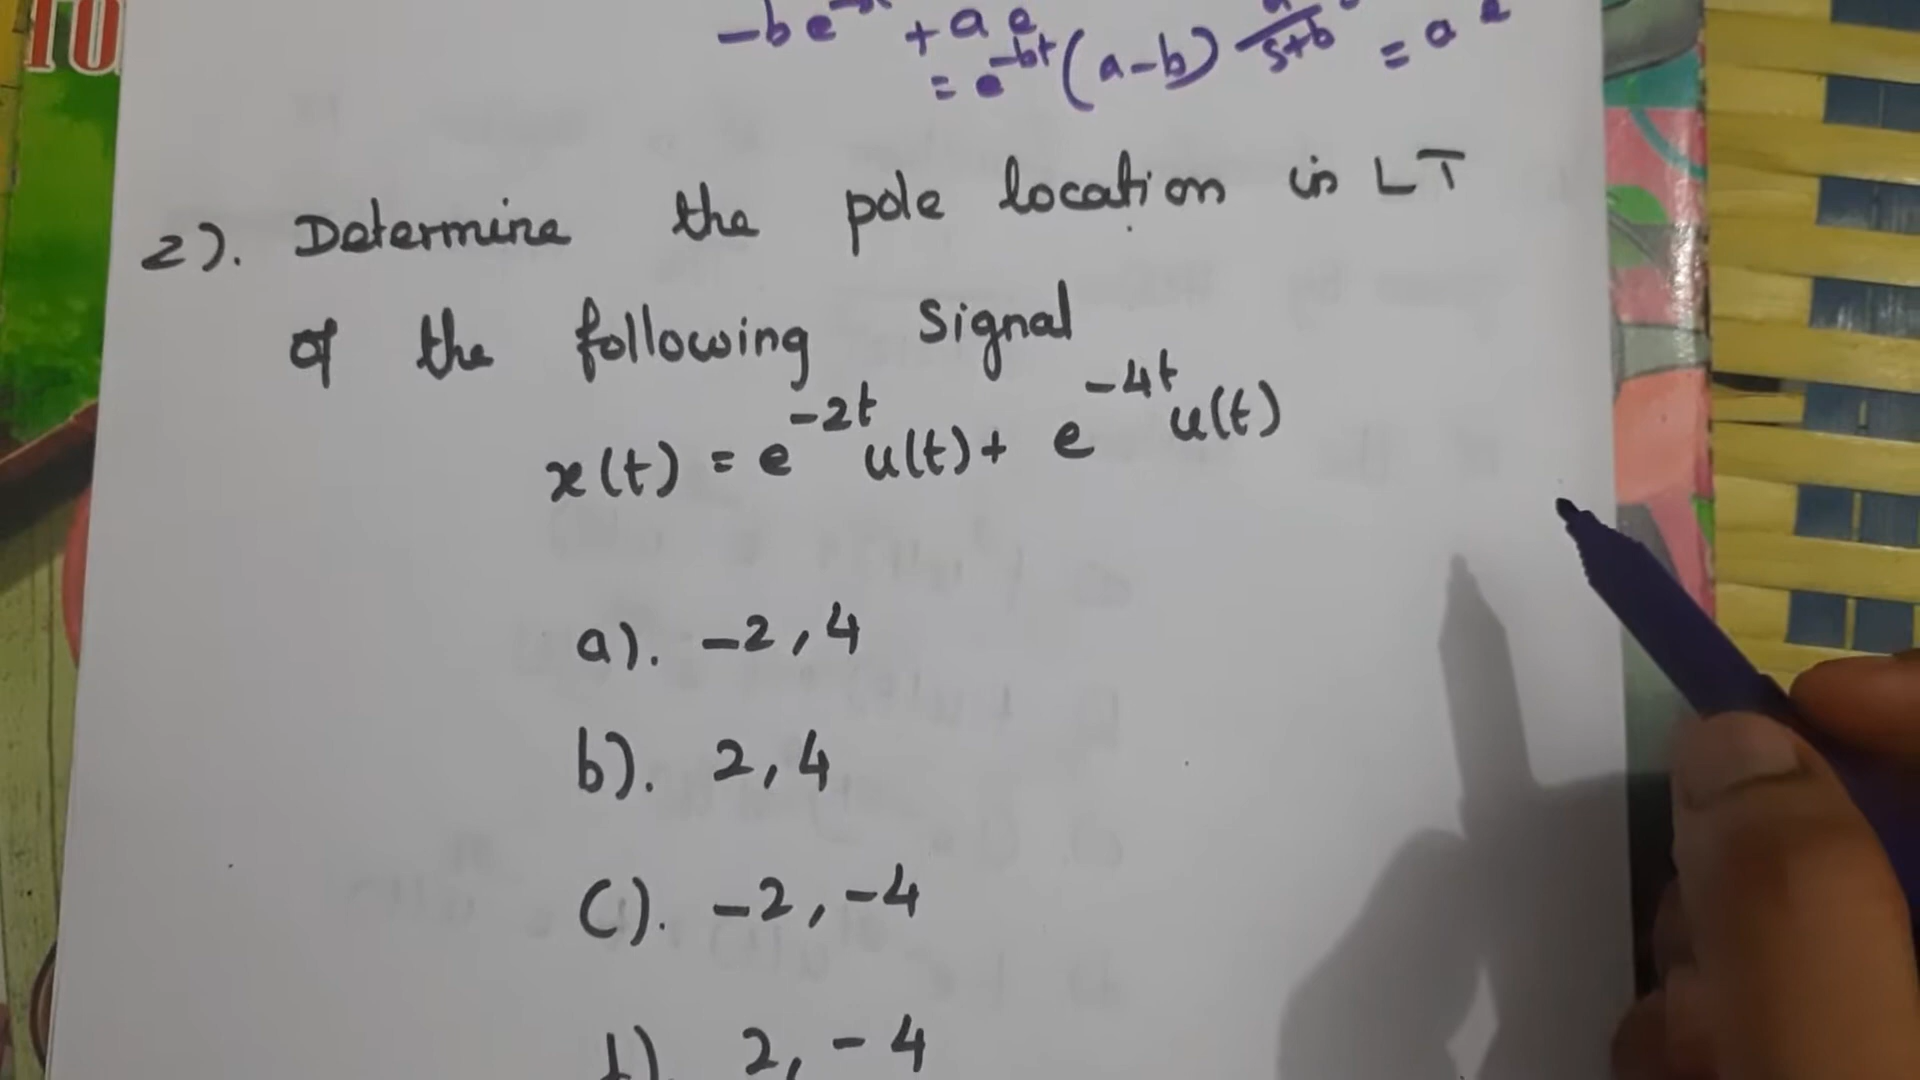 -be + a e
= e^-bt (a-b) /s+b = a e
2). Determine the pole location in LT
of the following signal
x(t) = e^-2t u(t) + e^-4t u(t)
a). -2, 4
b). 2, 4
c). -2, -4
2, -4